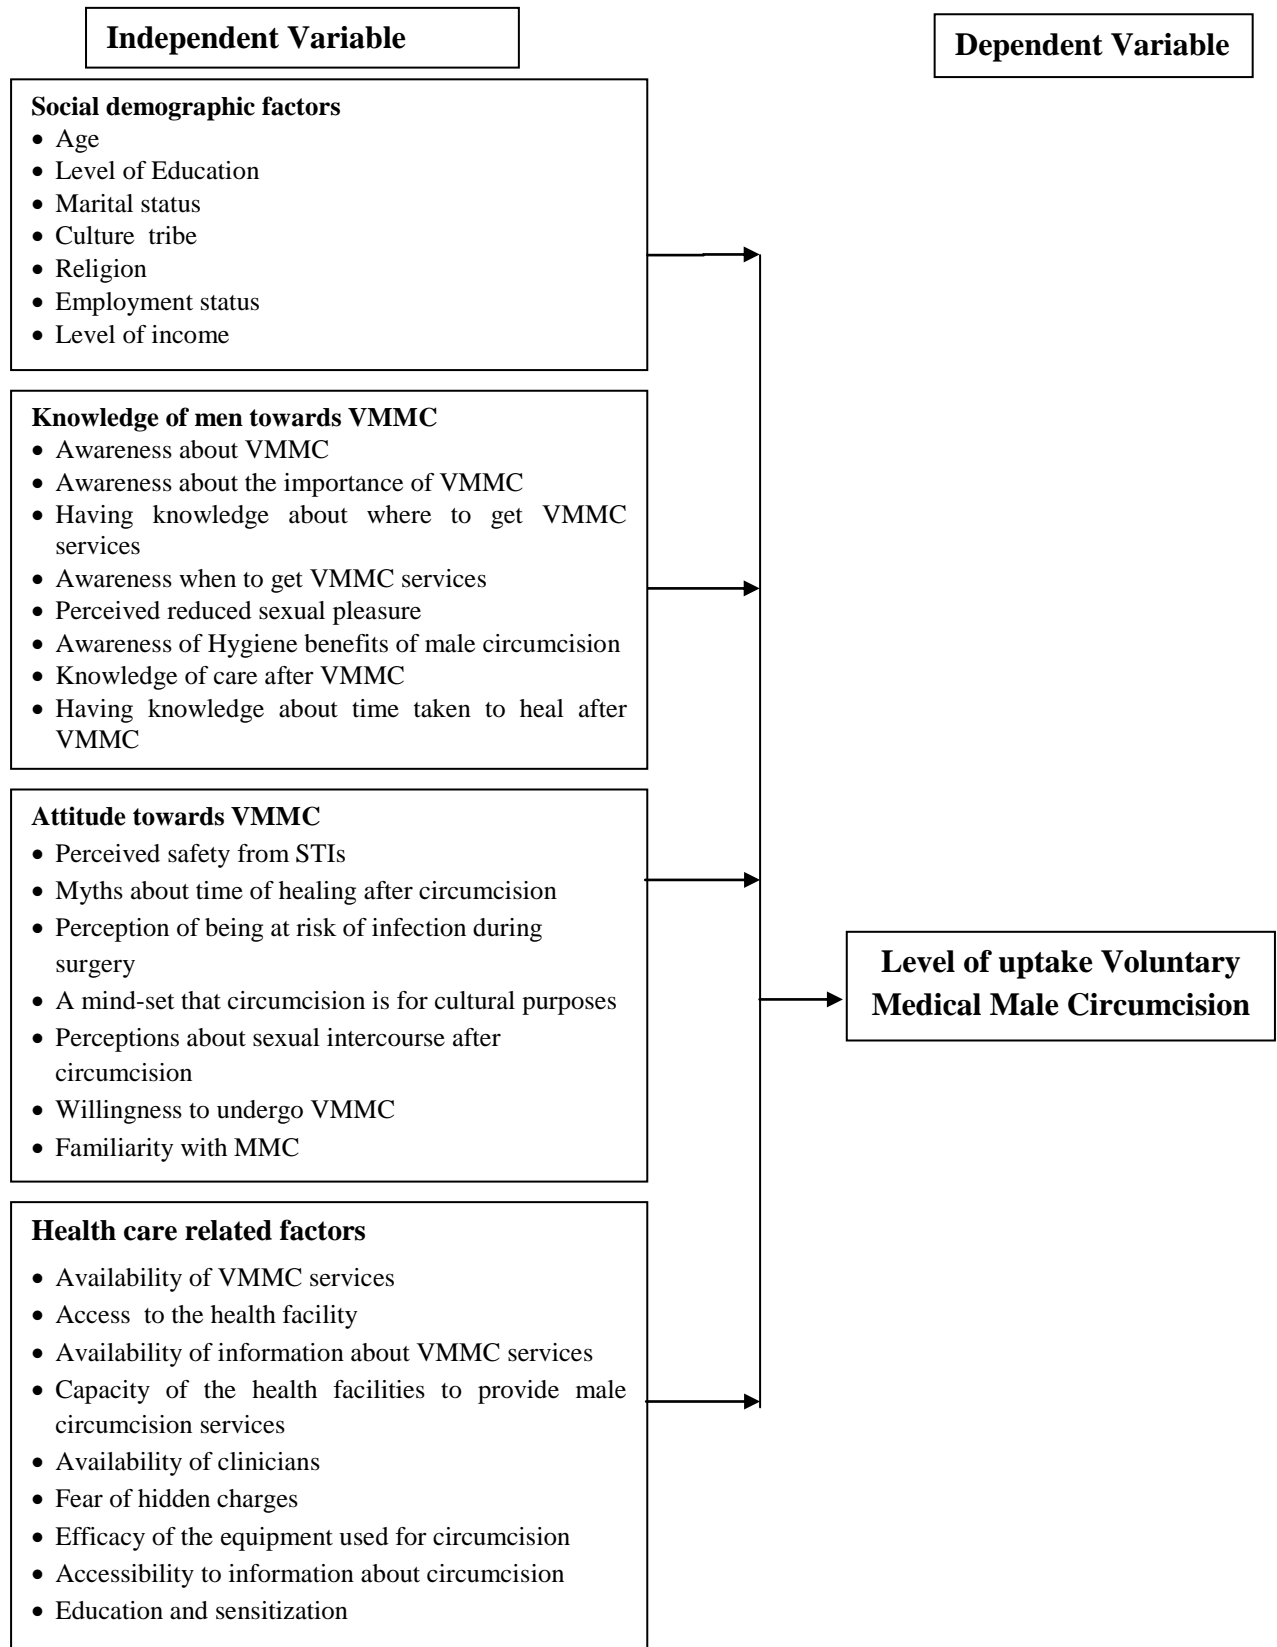 Independent Variable
Dependent Variable
Social demographic factors
• Age
• Level of Education
• Marital status
• Culture tribe
• Religion
• Employment status
• Level of income
Knowledge of men towards VMMC
• Awareness about VMMC
• Awareness about the importance of VMMC
• Having knowledge about where to get VMMC
services
• Awareness when to get VMMC services
• Perceived reduced sexual pleasure
• Awareness of Hygiene benefits of male circumcision
• Knowledge of care after VMMC
• Having knowledge about time taken to heal after
VMMC
Attitude towards VMMC
• Perceived safety from STIs
• Myths about time of healing after circumcision
• Perception of being at risk of infection during
surgery
• A mind-set that circumcision is for cultural purposes
• Perceptions about sexual intercourse after
circumcision
• Willingness to undergo VMMC
• Familiarity with MMC
Level of uptake Voluntary
Medical Male Circumcision
Health care related factors
• Availability of VMMC services
• Access to the health facility
• Availability of information about VMMC services
• Capacity of the health facilities to provide male
circumcision services
• Availability of clinicians
• Fear of hidden charges
• Efficacy of the equipment used for circumcision
• Accessibility to information about circumcision
• Education and sensitization